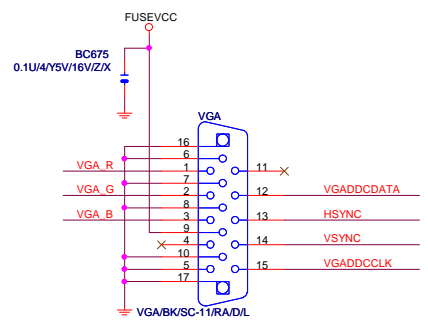 FUSEVCC
BC675
0.1U/4/Y5V/16V/Z/X
VGA
16
6
VGA_R 1 11
7
VGA_G 2 12 VGADDCDATA
8
VGA_B 3 13 HSYNC
9
4 14 VSYNC
10
5 15 VGADDCCLK
17
VGA/BK/SC-11/RA/D/L